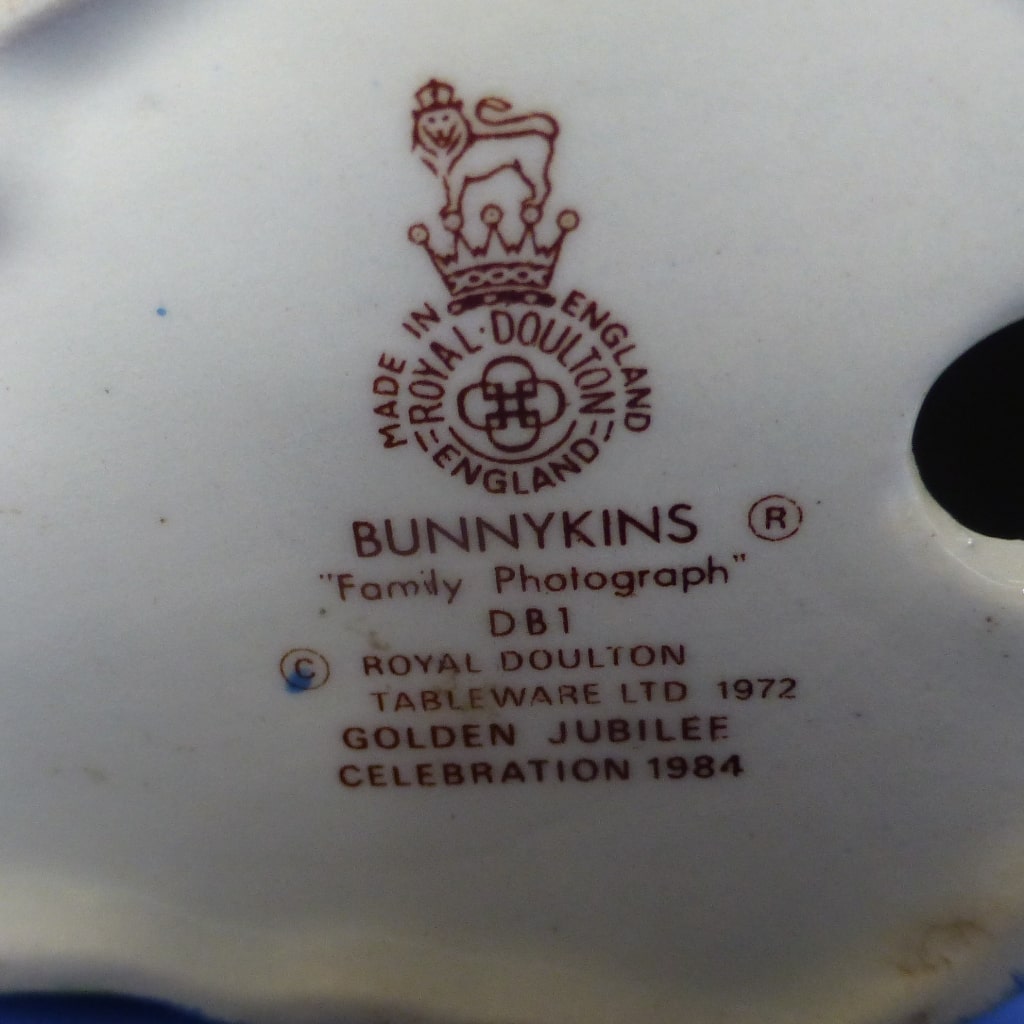 MADE IN ENGLAND
ROYAL·DOULTON
ENGLAND
BUNNYKINS ®
"Family Photograph"
DB1
© ROYAL DOULTON
TABLEWARE LTD 1972
GOLDEN JUBILEE
CELEBRATION 1984